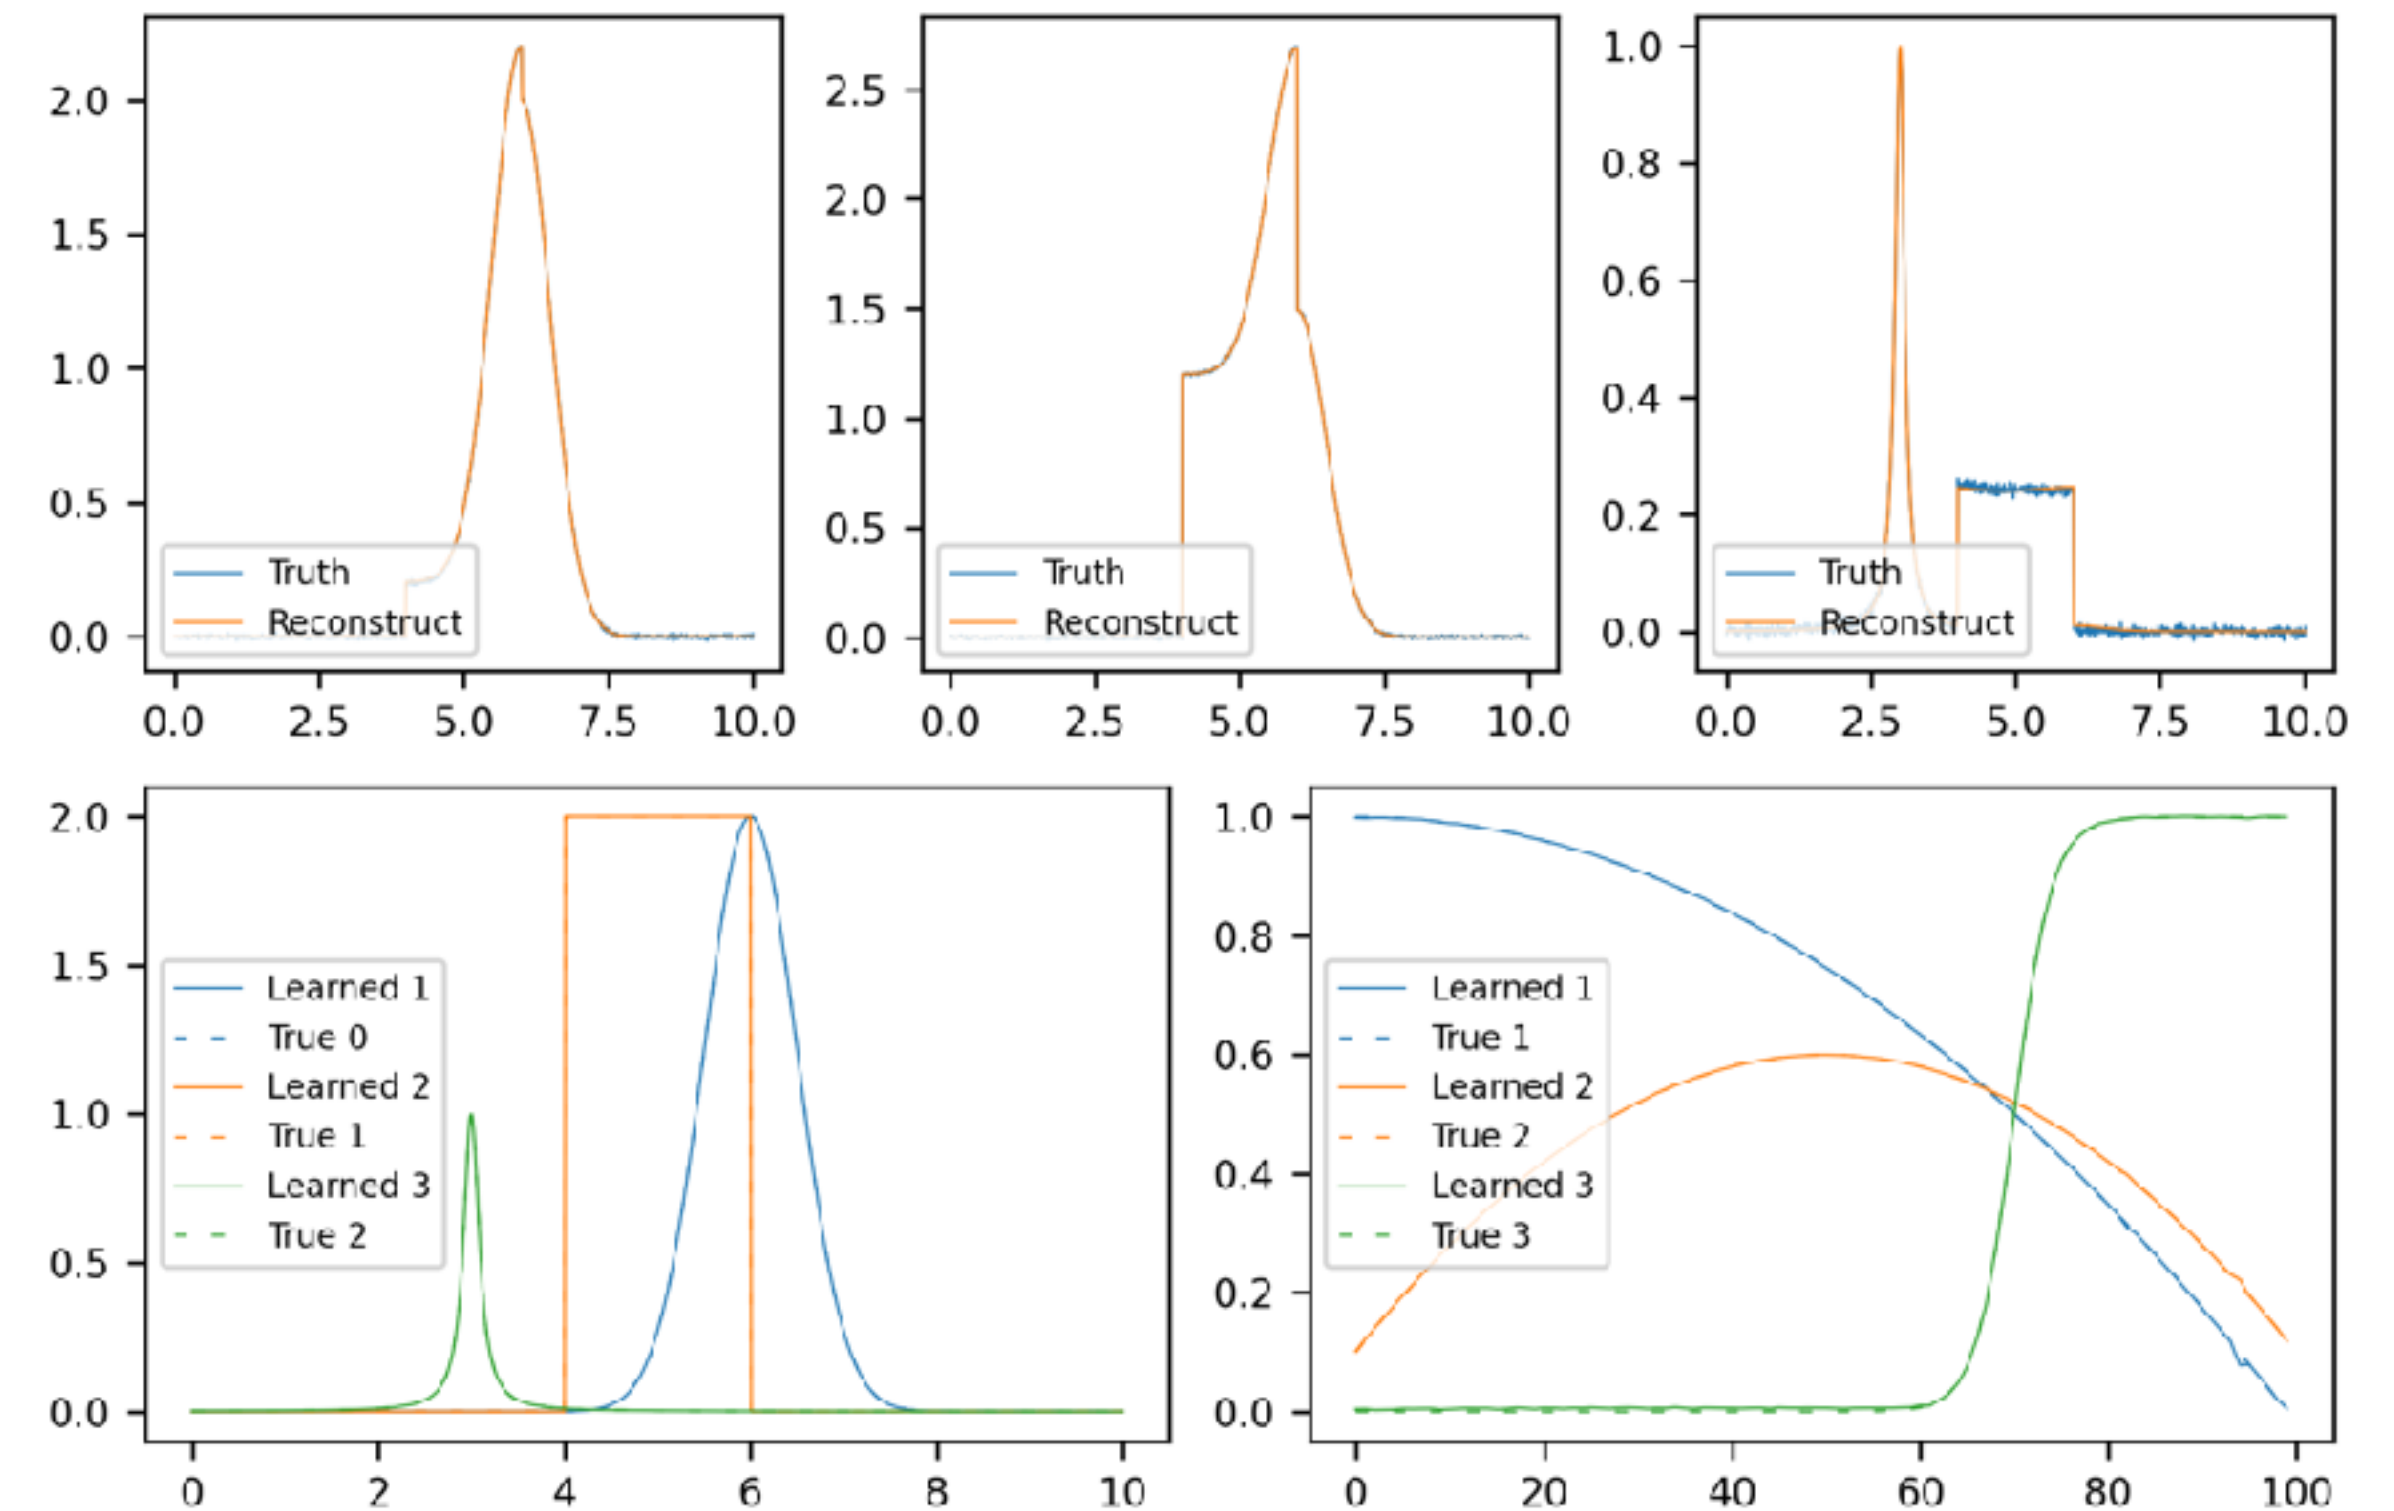 2.0
1.5
1.0
0.5
0.0
Truth
Reconstruct
0.0 2.5 5.0 7.5 10.0
2.5
2.0
1.5
1.0
0.5
0.0
Truth
Reconstruct
0.0 2.5 5.0 7.5 10.0
1.0
0.8
0.6
0.4
0.2
0.0
Truth
Reconstruct
0.0 2.5 5.0 7.5 10.0
2.0
1.5
1.0
0.5
0.0
Learned 1
True 0
Learned 2
True 1
Learned 3
True 2
0 2 4 6 8 10
1.0
0.8
0.6
0.4
0.2
0.0
Learned 1
True 1
Learned 2
True 2
Learned 3
True 3
0 20 40 60 80 100